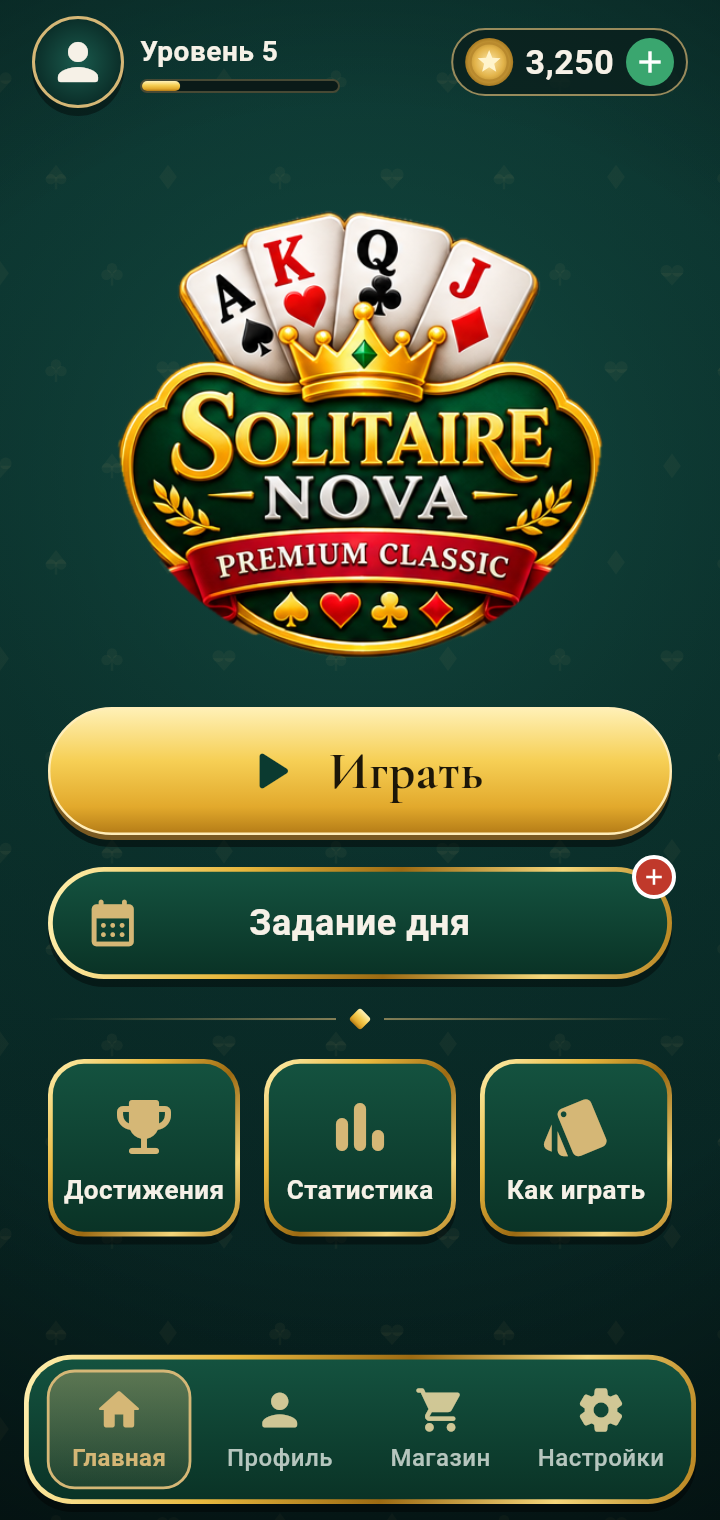 Уровень 5
3,250
A K Q J
SOLITAIRE
NOVA
PREMIUM CLASSIC
Играть
Задание дня
Достижения
Статистика
Как играть
Главная
Профиль
Магазин
Настройки